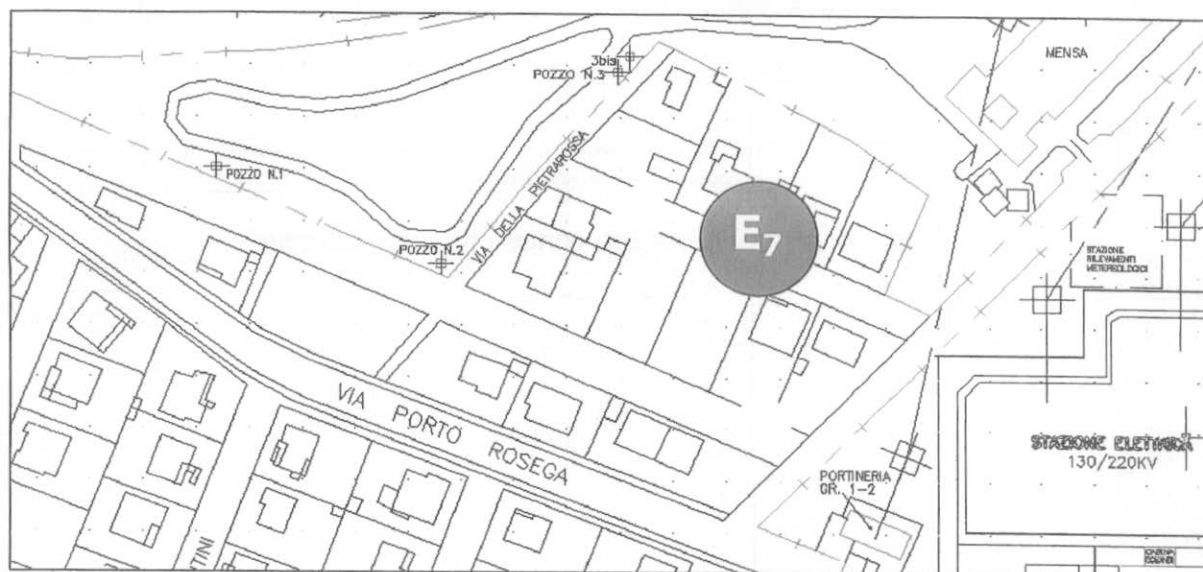 MENSA
3bis
POZZO N.3
POZZO N.1
VIA DELLA PIETRAROSSA
POZZO N.2
E7
STAZIONE
RILEVAMENTI
METEREOLOGICI
VIA PORTO ROSEGA
STAZIONE ELETTRICA
130/220KV
PORTINERIA
GR. 1-2
TINI